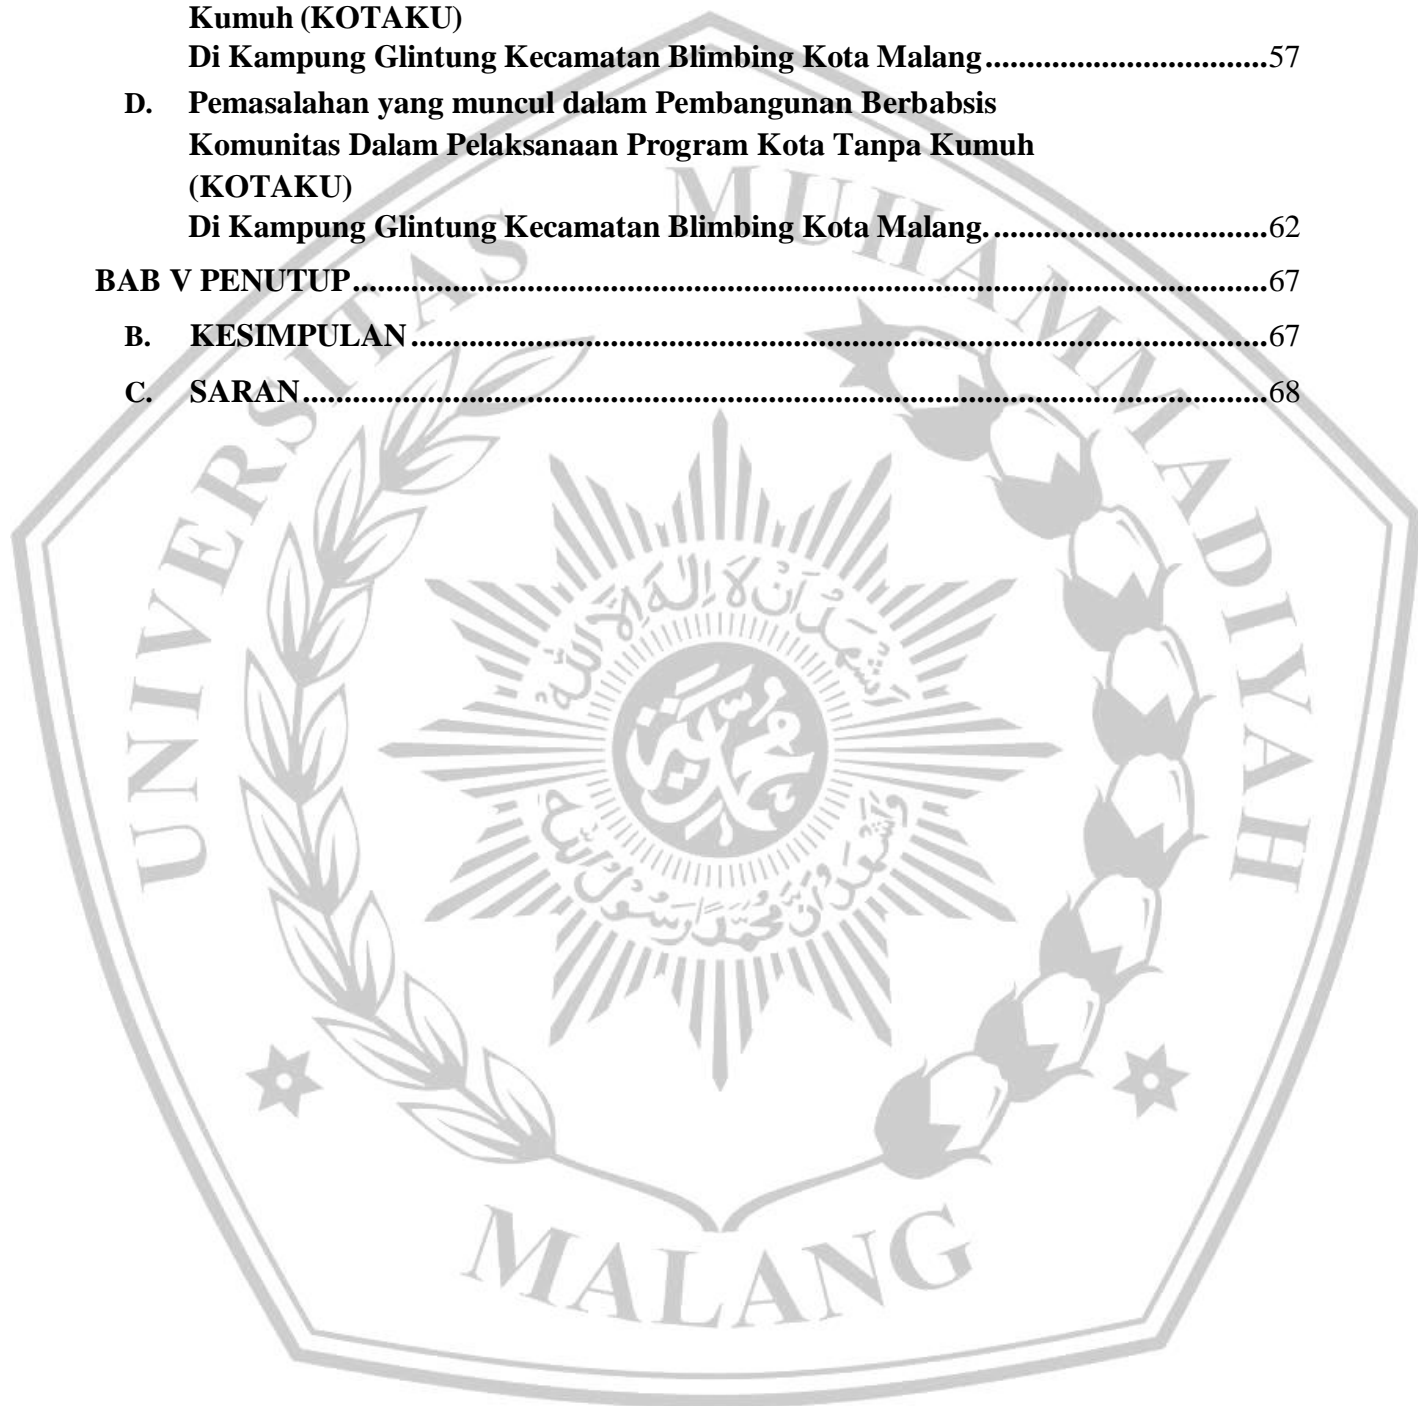 Kumuh (KOTAKU)
Di Kampung Glintung Kecamatan Blimbing Kota Malang..................................57
D. Pemasalahan yang muncul dalam Pembangunan Berbabsis
Komunitas Dalam Pelaksanaan Program Kota Tanpa Kumuh
(KOTAKU)
Di Kampung Glintung Kecamatan Blimbing Kota Malang. .................................62
BAB V PENUTUP...............................................................................................................67
B. KESIMPULAN........................................................................................................67
C. SARAN.....................................................................................................................68
UNIVERSITAS MUHAMMADIYAH
MALANG